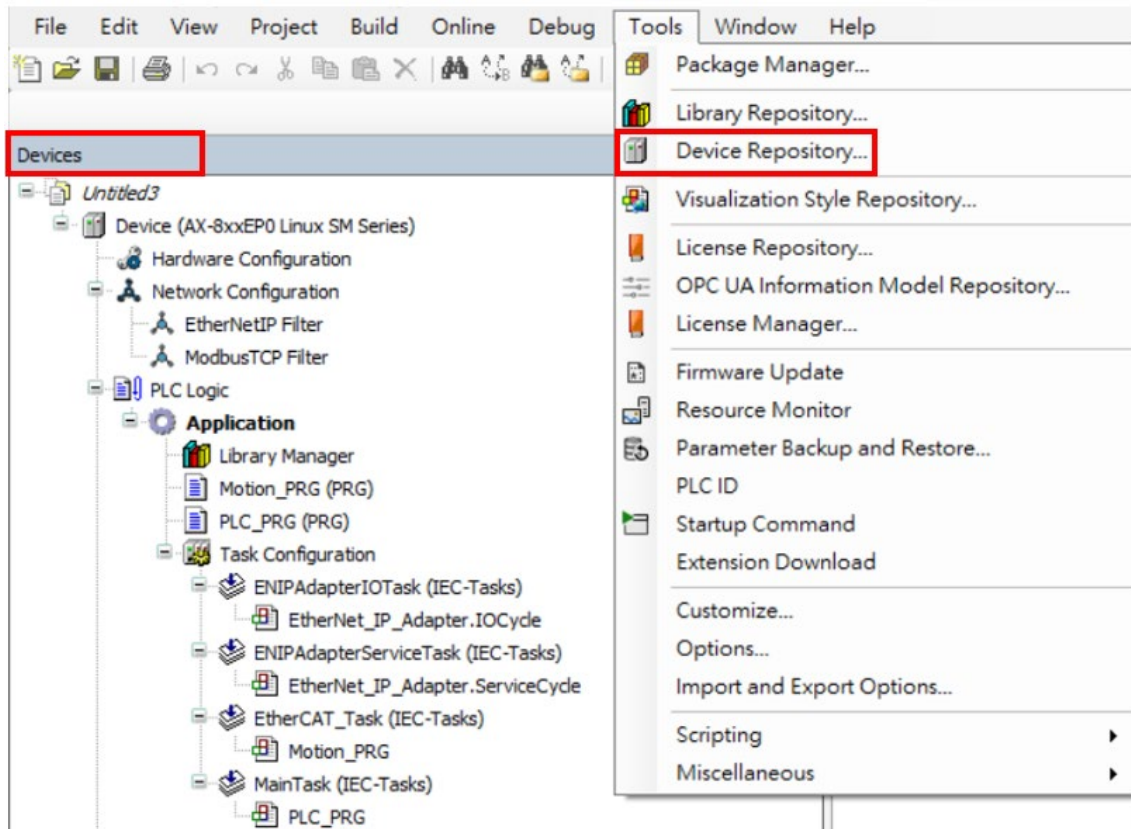 File Edit View Project Build Online Debug Tools Window Help
Package Manager...
Library Repository...
Device Repository...
Visualization Style Repository...
License Repository...
OPC UA Information Model Repository...
License Manager...
Firmware Update
Resource Monitor
Parameter Backup and Restore...
PLC ID
Startup Command
Extension Download
Customize...
Options...
Import and Export Options...
Scripting
Miscellaneous
Devices
Untitled3
Device (AX-8xxEP0 Linux SM Series)
Hardware Configuration
Network Configuration
EtherNetIP Filter
ModbusTCP Filter
PLC Logic
Application
Library Manager
Motion_PRG (PRG)
PLC_PRG (PRG)
Task Configuration
ENIPAdapterIOTask (IEC-Tasks)
EtherNet_IP_Adapter.IOCycle
ENIPAdapterServiceTask (IEC-Tasks)
EtherNet_IP_Adapter.ServiceCycle
EtherCAT_Task (IEC-Tasks)
Motion_PRG
MainTask (IEC-Tasks)
PLC_PRG